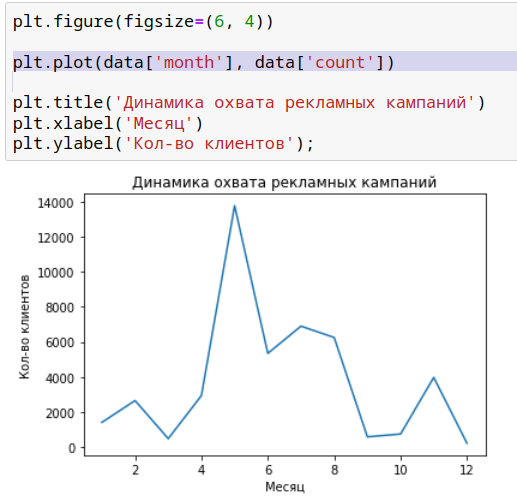 plt.figure(figsize=(6, 4))
plt.plot(data['month'], data['count'])
plt.title('Динамика охвата рекламных кампаний')
plt.xlabel('Месяц')
plt.ylabel('Кол-во клиентов');
Динамика охвата рекламных кампаний
14000
12000
10000
8000
6000
4000
2000
0
Кол-во клиентов
2 4 6 8 10 12
Месяц